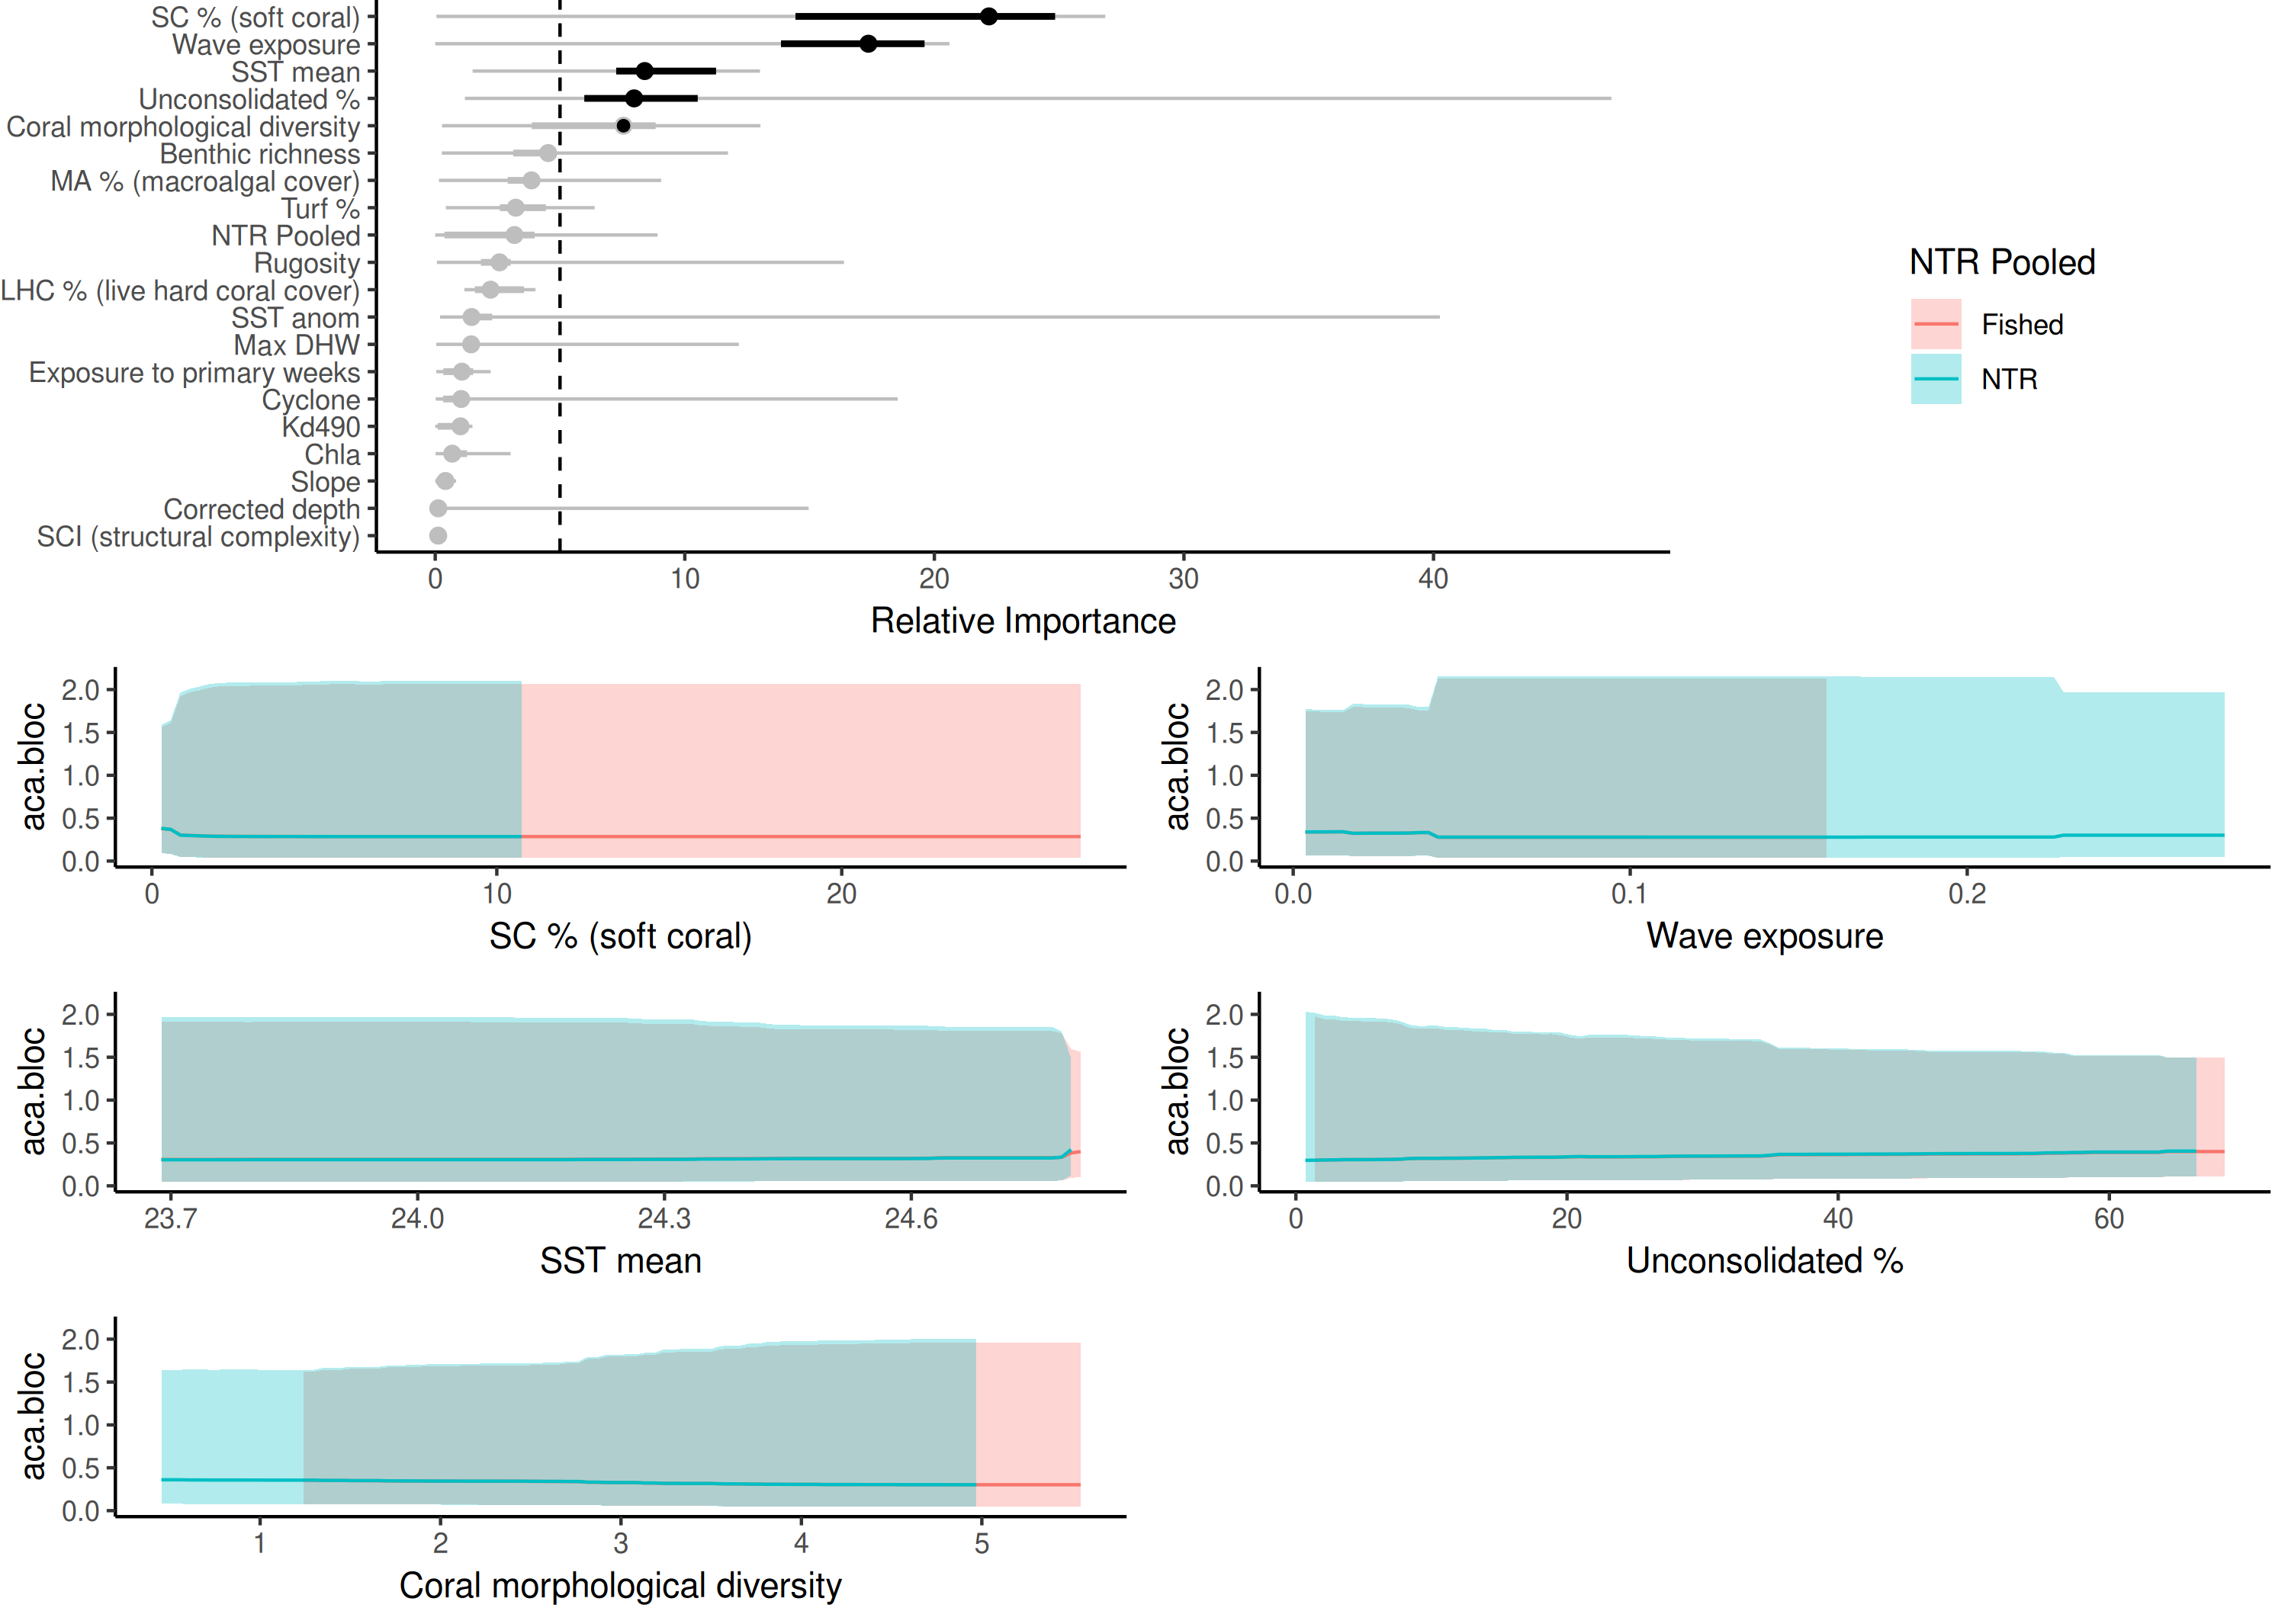 SC % (soft coral)
Wave exposure
SST mean
Unconsolidated %
Coral morphological diversity
Benthic richness
MA % (macroalgal cover)
Turf %
NTR Pooled
Rugosity
LHC % (live hard coral cover)
SST anom
Max DHW
Exposure to primary weeks
Cyclone
Kd490
Chla
Slope
Corrected depth
SCI (structural complexity)
0 10 20 30 40
Relative Importance
NTR Pooled
Fished
NTR
aca.bloc
2.0
1.5
1.0
0.5
0.0
0 10 20
SC % (soft coral)
aca.bloc
2.0
1.5
1.0
0.5
0.0
0.0 0.1 0.2
Wave exposure
aca.bloc
2.0
1.5
1.0
0.5
0.0
23.7 24.0 24.3 24.6
SST mean
aca.bloc
2.0
1.5
1.0
0.5
0.0
0 20 40 60
Unconsolidated %
aca.bloc
2.0
1.5
1.0
0.5
0.0
1 2 3 4 5
Coral morphological diversity